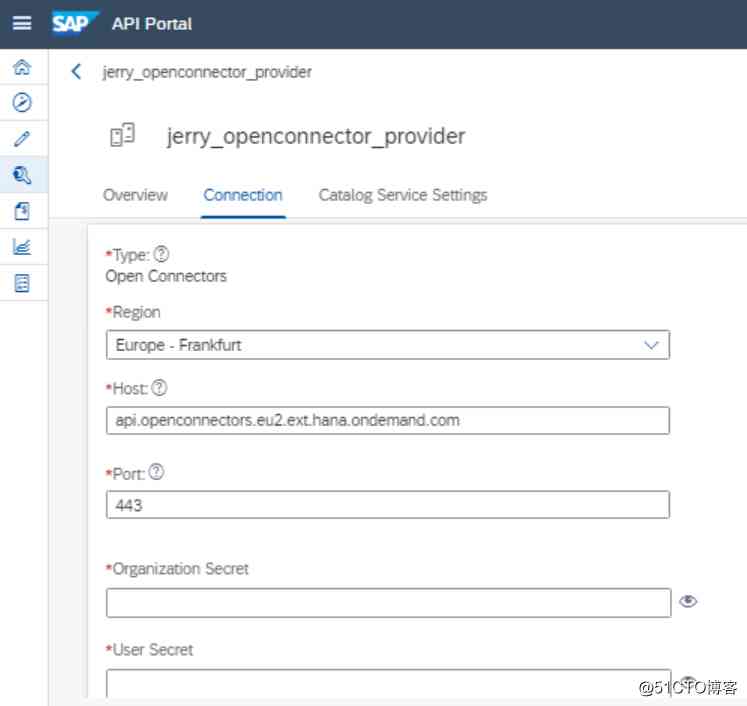 SAP API Portal
jerry_openconnector_provider
jerry_openconnector_provider
Overview Connection Catalog Service Settings
*Type:
Open Connectors
*Region
Europe - Frankfurt
*Host:
api.openconnectors.eu2.ext.hana.ondemand.com
*Port:
443
*Organization Secret
*User Secret
@51CTO博客